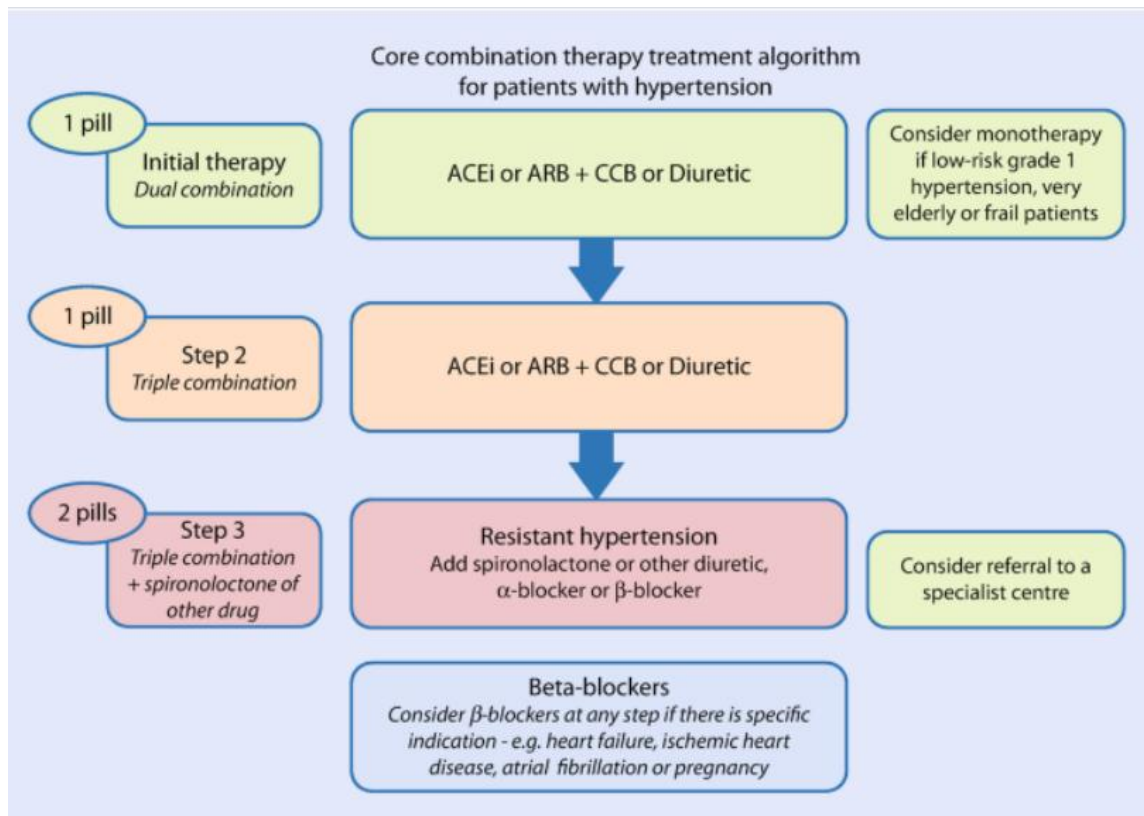 Core combination therapy treatment algorithm
for patients with hypertension
1 pill
Initial therapy
Dual combination
ACEi or ARB + CCB or Diuretic
Consider monotherapy
if low-risk grade 1
hypertension, very
elderly or frail patients
1 pill
Step 2
Triple combination
ACEi or ARB + CCB or Diuretic
2 pills
Step 3
Triple combination
+ spironoloctone of
other drug
Resistant hypertension
Add spironolactone or other diuretic,
α-blocker or β-blocker
Consider referral to a
specialist centre
Beta-blockers
Consider β-blockers at any step if there is specific
indication - e.g. heart failure, ischemic heart
disease, atrial fibrillation or pregnancy